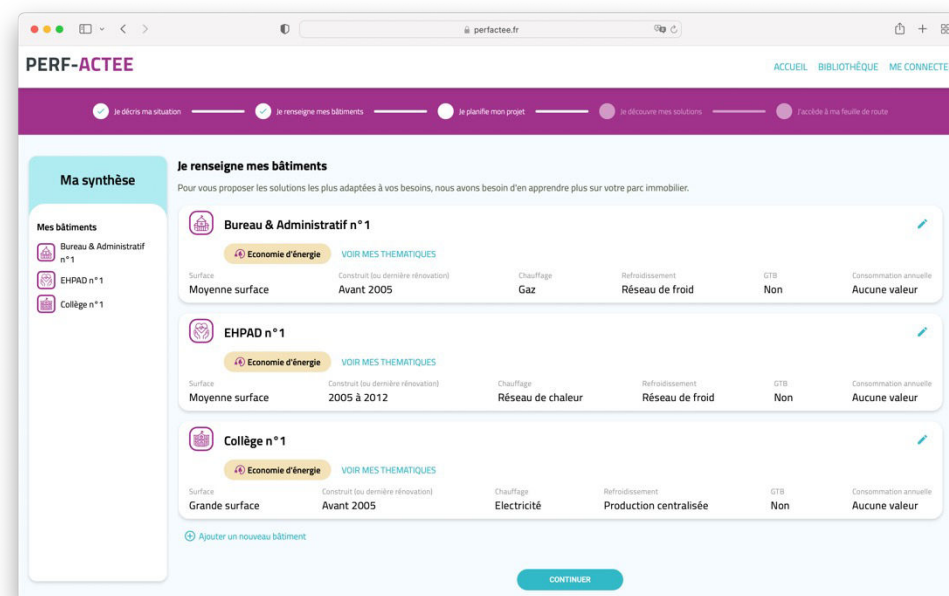 perfactee.fr
PERF-ACTEE
ACCUEIL BIBLIOTHÈQUE ME CONNECTE
Je décris ma situation Je renseigne mes bâtiments Je planifie mon projet Je découvre mes solutions J'accède à ma feuille de route
Ma synthèse
Mes bâtiments
Bureau & Administratif
n°1
EHPAD n°1
Collège n°1
Je renseigne mes bâtiments
Pour vous proposer les solutions les plus adaptées à vos besoins, nous avons besoin d'en apprendre plus sur votre parc immobilier.
Bureau & Administratif n°1
Economie d'énergie VOIR MES THEMATIQUES
Surface Construit (ou dernière rénovation) Chauffage Refroidissement GTB Consommation annuelle
Moyenne surface Avant 2005 Gaz Réseau de froid Non Aucune valeur
EHPAD n°1
Economie d'énergie VOIR MES THEMATIQUES
Surface Construit (ou dernière rénovation) Chauffage Refroidissement GTB Consommation annuelle
Moyenne surface 2005 à 2012 Réseau de chaleur Réseau de froid Non Aucune valeur
Collège n°1
Economie d'énergie VOIR MES THEMATIQUES
Surface Construit (ou dernière rénovation) Chauffage Refroidissement GTB Consommation annuelle
Grande surface Avant 2005 Electricité Production centralisée Non Aucune valeur
Ajouter un nouveau bâtiment
CONTINUER